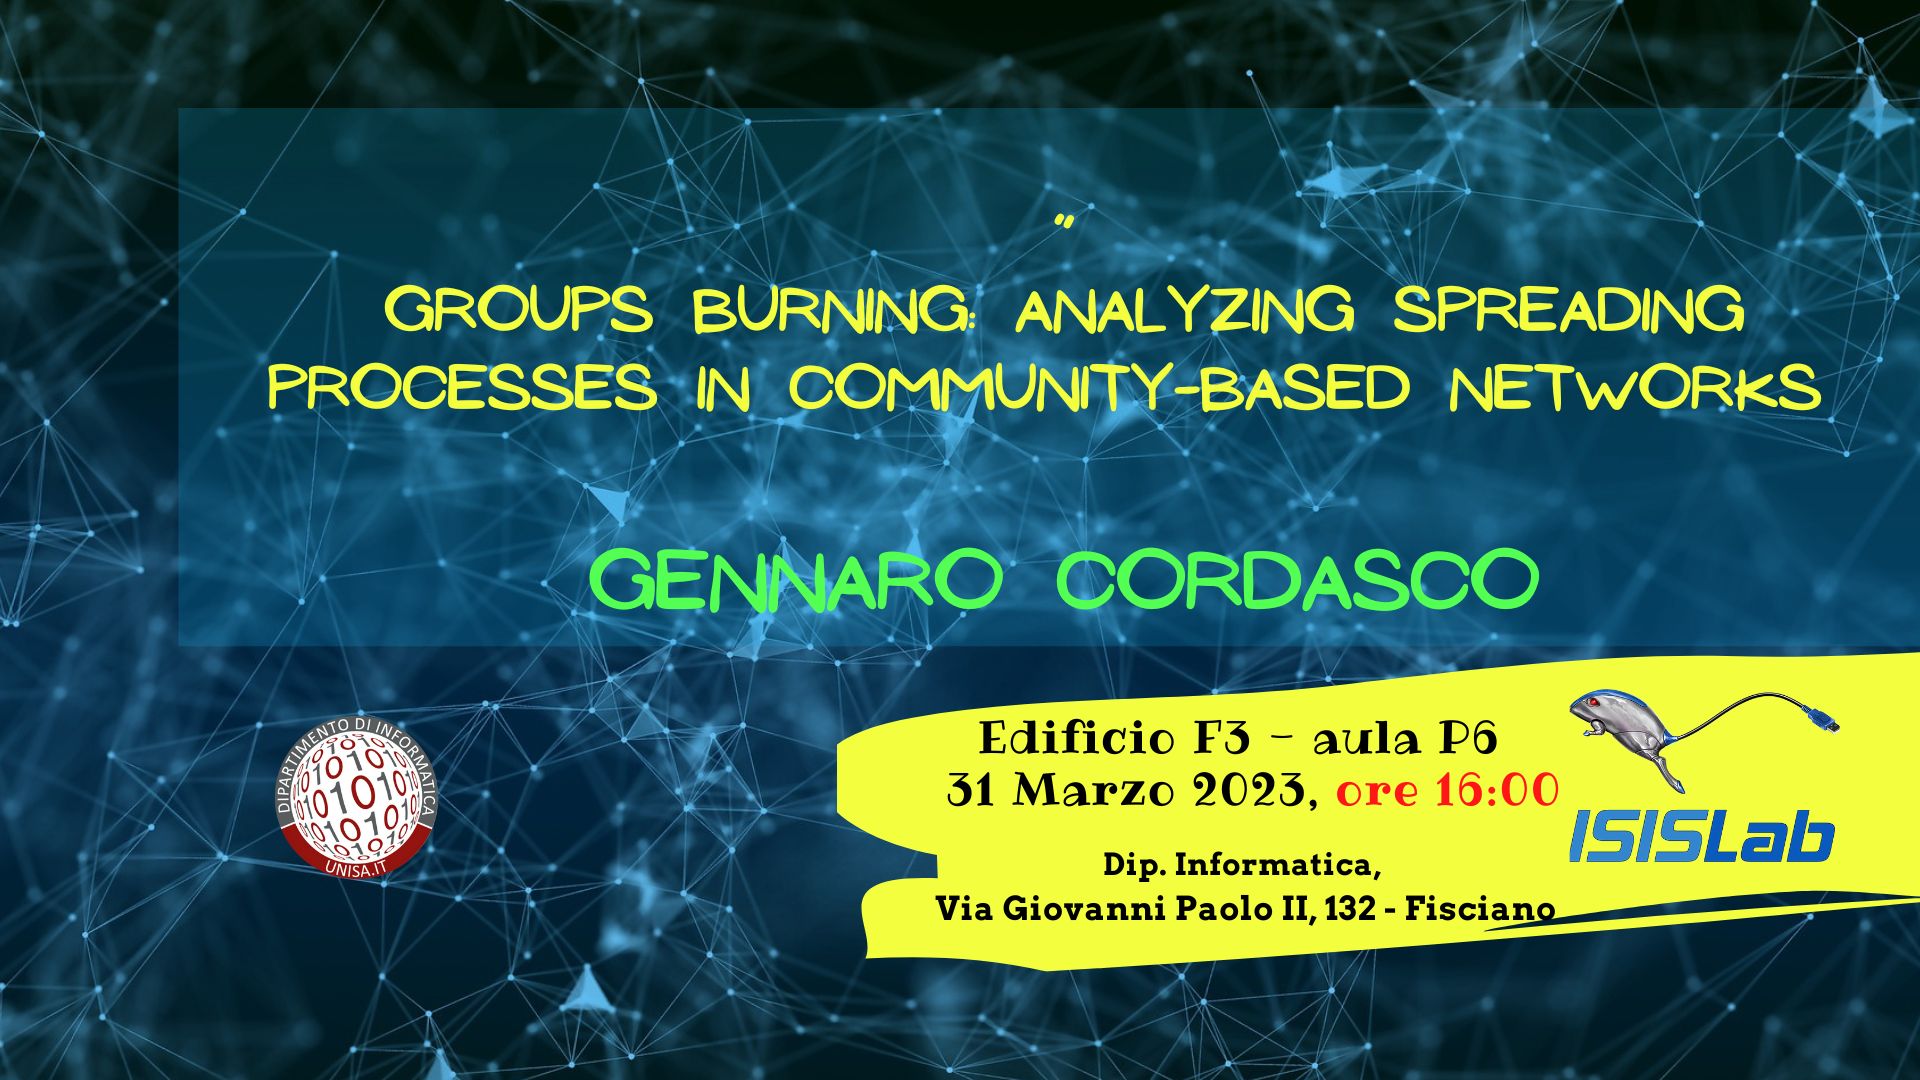 "
GROUPS BURNING: ANALYZING SPREADING
PROCESSES IN COMMUNITY-BASED NETWORKS
GENNARO CORDASCO
DIPARTIMENTO DI INFORMATICA
UNISA.IT
Edificio F3 - aula P6
31 Marzo 2023, ore 16:00
Dip. Informatica,
Via Giovanni Paolo II, 132 - Fisciano
ISISLab